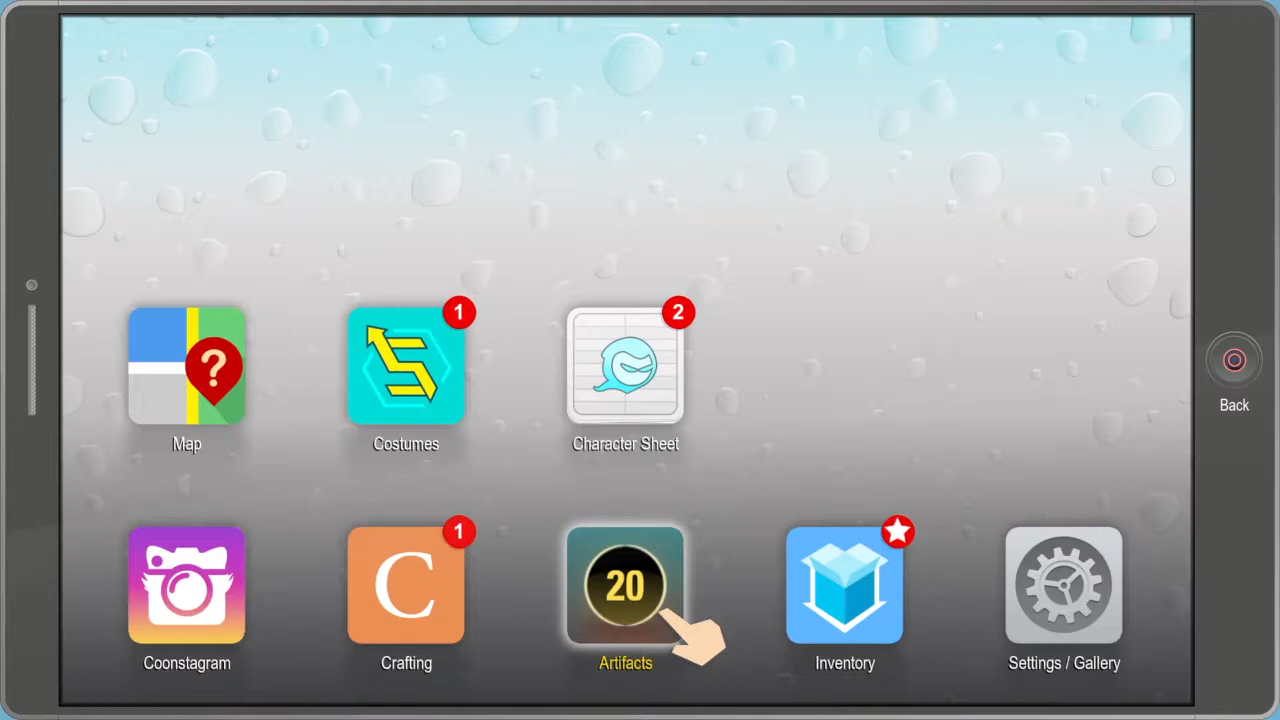 1
2
?
Map
Costumes
Character Sheet
Back
1
C
20
Coonstagram
Crafting
Artifacts
Inventory
Settings / Gallery